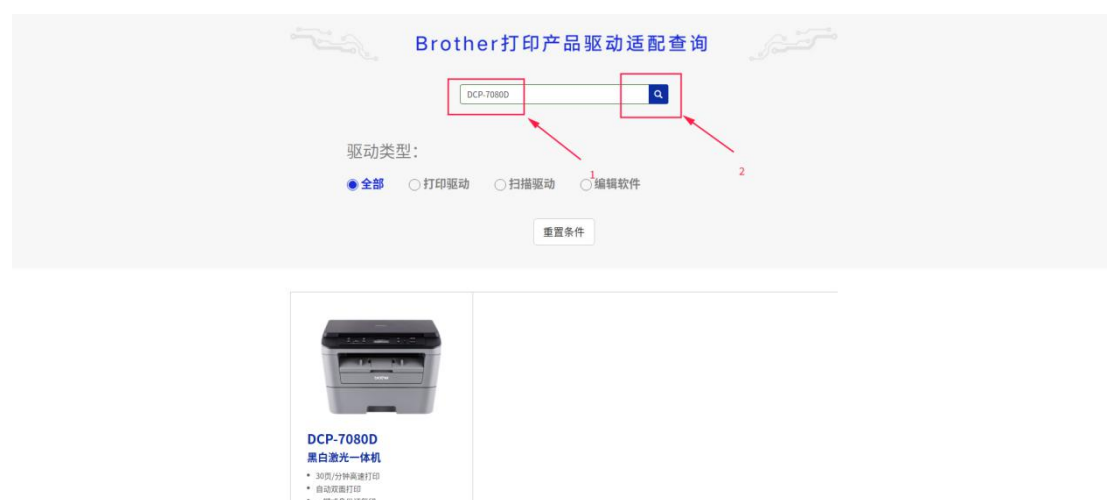 Brother打印产品驱动适配查询
DCP-7080D
驱动类型：
1
2
全部 打印驱动 扫描驱动 编辑软件
重置条件
brother
DCP-7080D
黑白激光一体机
30页/分钟高速打印
自动双面打印